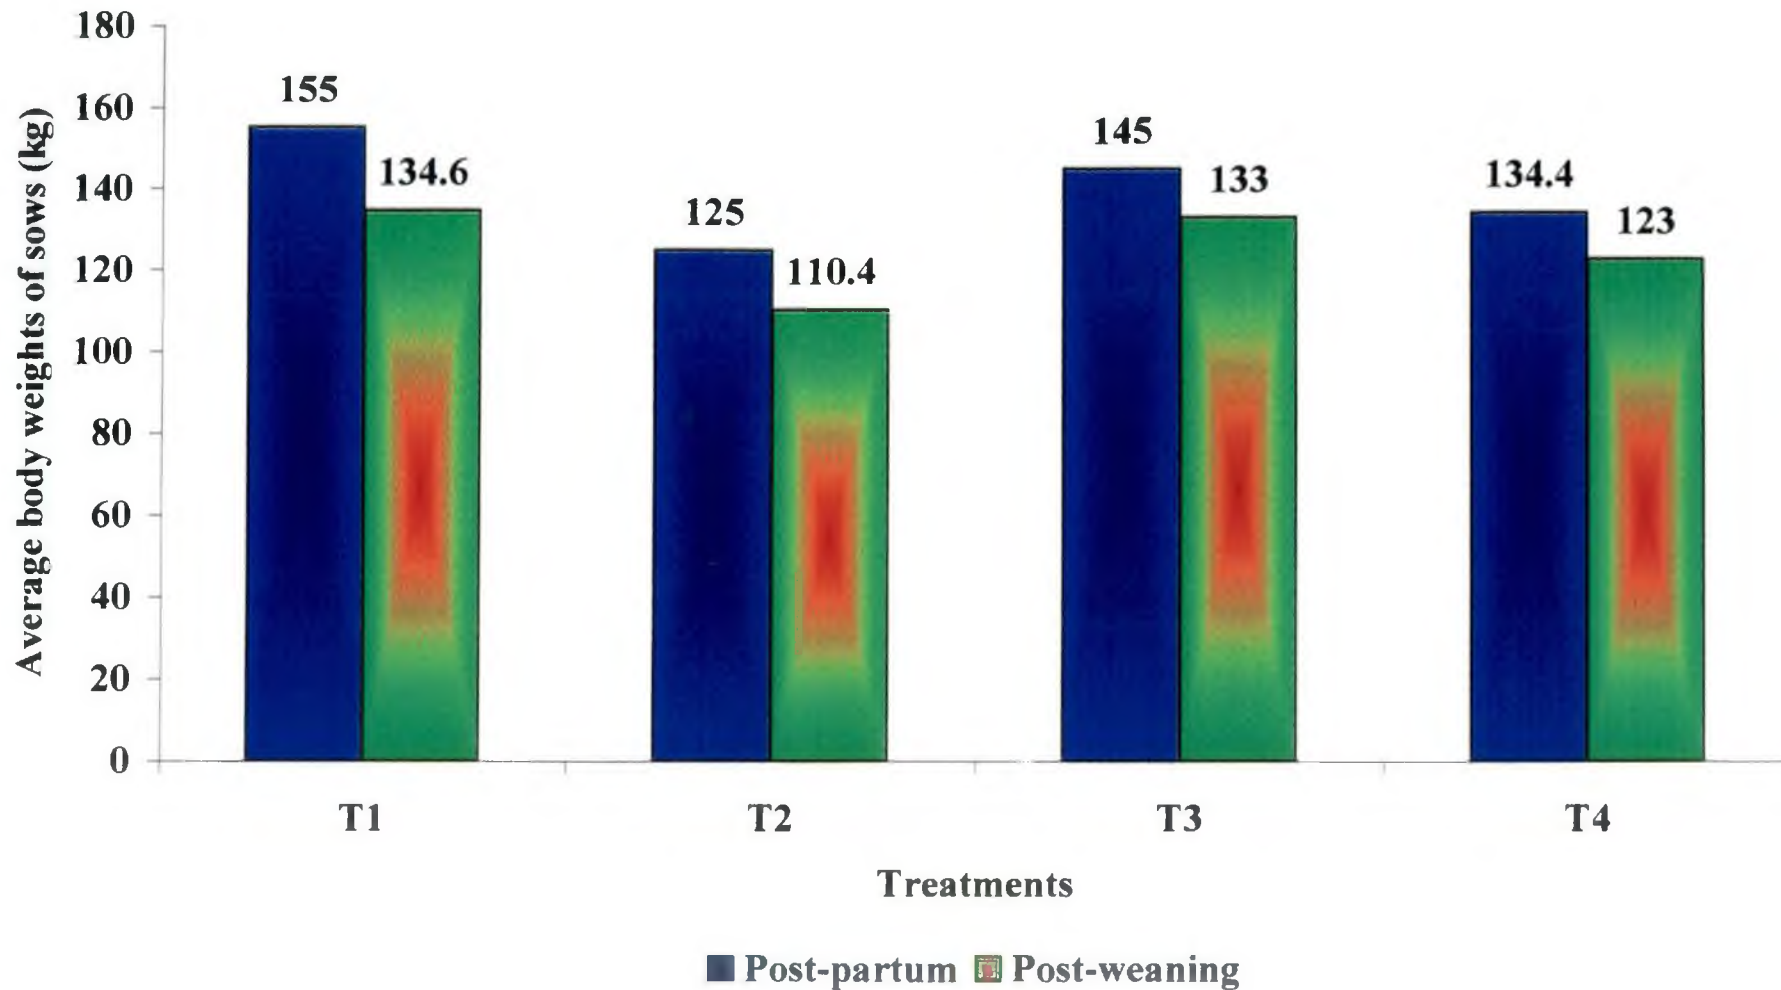 Average body weights of sows (kg)
180
160
140
120
100
80
60
40
20
0
155
134.6
125
110.4
145
133
134.4
123
T1
T2
T3
T4
Treatments
Post-partum
Post-weaning